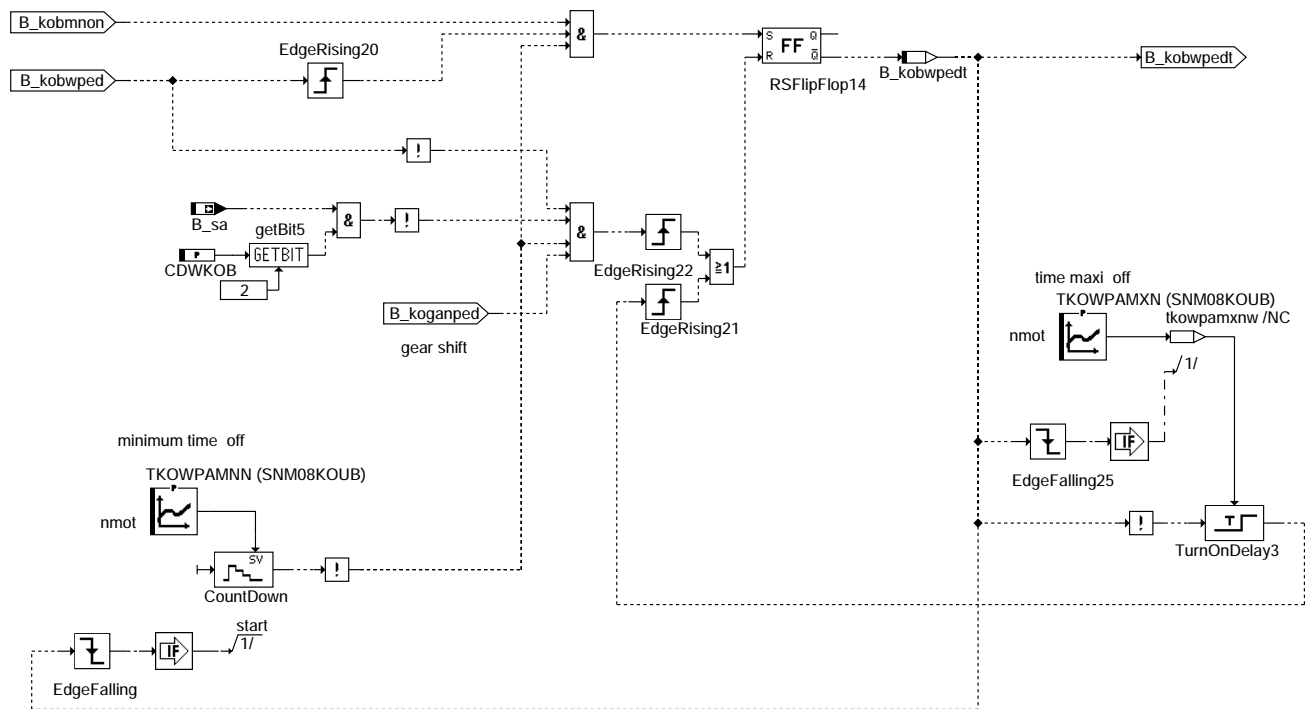 B_kobmnon
&
EdgeRising20
S Q
FF
R Q
RSFlipFlop14
B_kobwpedt
B_kobwpedt
B_kobwped
!
B_sa
getBit5
&
!
&
CDWKOB
P
GETBIT
2
EdgeRising22
≥1
B_koganped
EdgeRising21
gear shift
time maxi off
TKOWPAMXN (SNM08KOUB)
P
tkowpamxnw /NC
nmot
/1/
IF
EdgeFalling25
minimum time off
TKOWPAMNN (SNM08KOUB)
P
nmot
!
T
TurnOnDelay3
SV
!
CountDown
start
1/
IF
EdgeFalling